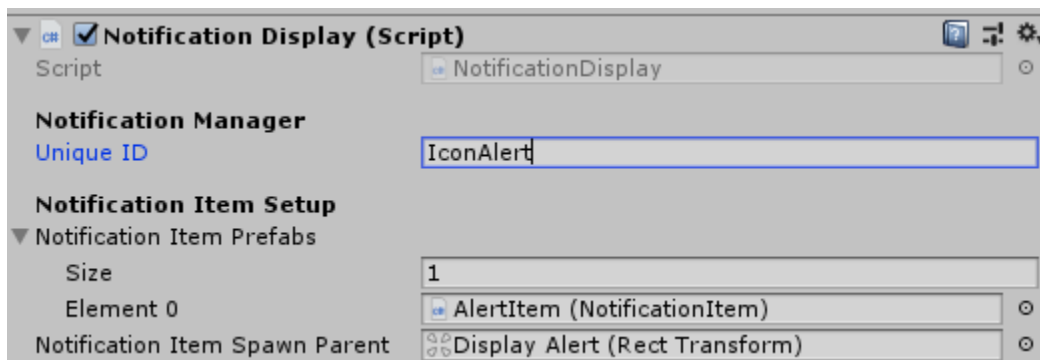 Notification Display (Script)
Script NotificationDisplay
Notification Manager
Unique ID IconAlert
Notification Item Setup
Notification Item Prefabs
Size 1
Element 0 AlertItem (NotificationItem)
Notification Item Spawn Parent Display Alert (Rect Transform)